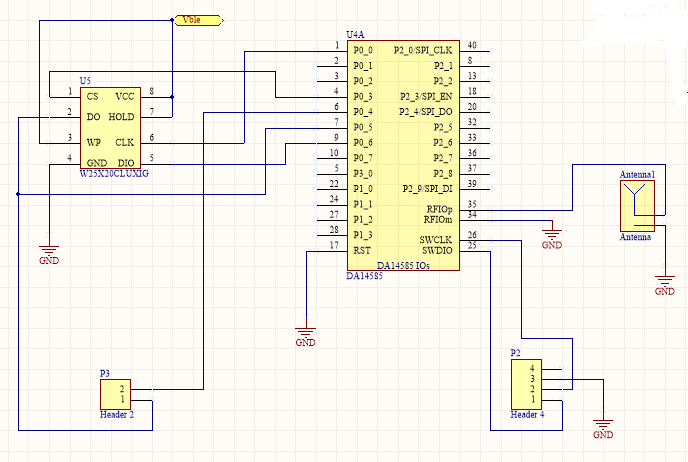 Vble
U4A
1 P0_0 P2_0/SPI_CLK 40
2 P0_1 P2_1 8
3 P0_2 P2_2 13
4 P0_3 P2_3/SPI_EN 18
6 P0_4 P2_4/SPI_DO 20
7 P0_5 P2_5 32
9 P0_6 P2_6 33
10 P0_7 P2_7 36
5 P3_0 P2_8 37
22 P1_0 P2_9/SPI_DI 39
24 P1_1
27 P1_2
28 P1_3
17 RST
RFIOp 35
RFIOm 34
SWCLK 26
SWDIO 25
DA14585 IOs
DA14585
U5
1 CS VCC 8
2 DO HOLD 7
3 WP CLK 6
4 GND DIO 5
W25X20CLUXIG
GND
GND
GND
Antenna1
Antenna
GND
P3
2
1
Header 2
P2
4
3
2
1
Header 4
GND